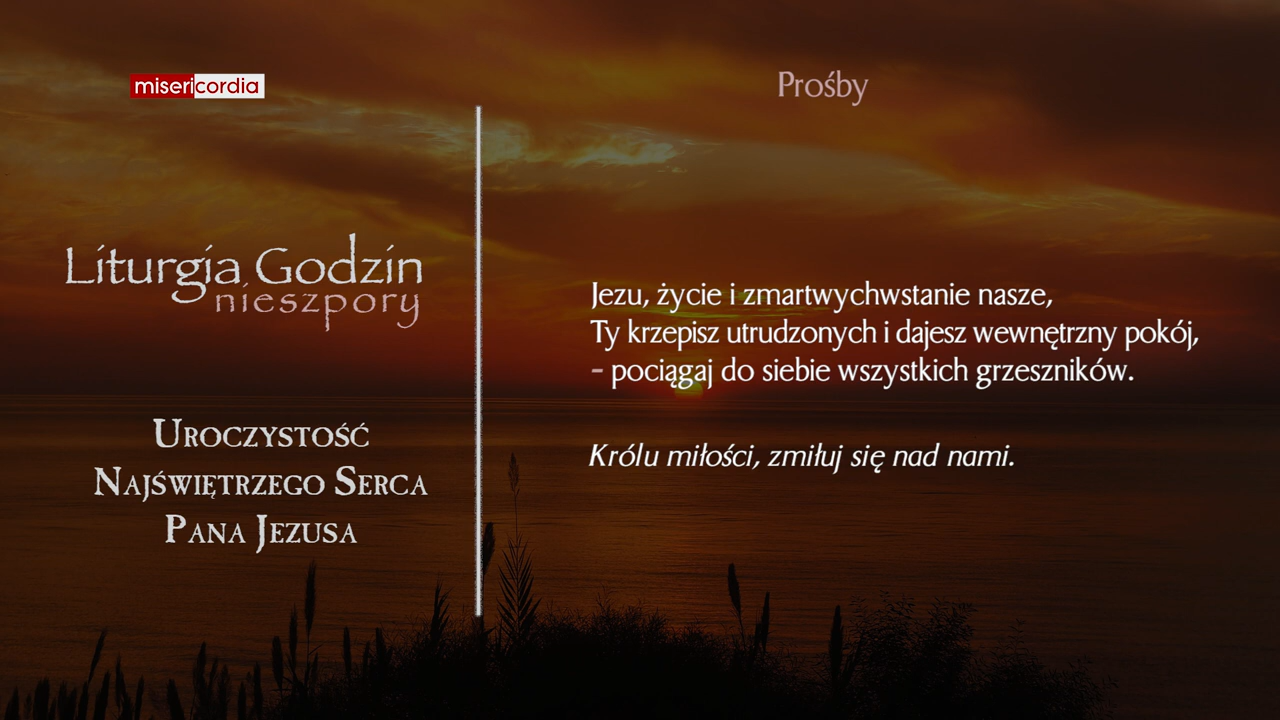 misericordia
Liturgia Godzin
nieszpory
Uroczystość
Najświętrzego Serca
Pana Jezusa
Prośby
Jezu, życie i zmartwychwstanie nasze,
Ty krzepisz utrudzonych i dajesz wewnętrzny pokój,
– pociągaj do siebie wszystkich grzeszników.
Królu miłości, zmiłuj się nad nami.